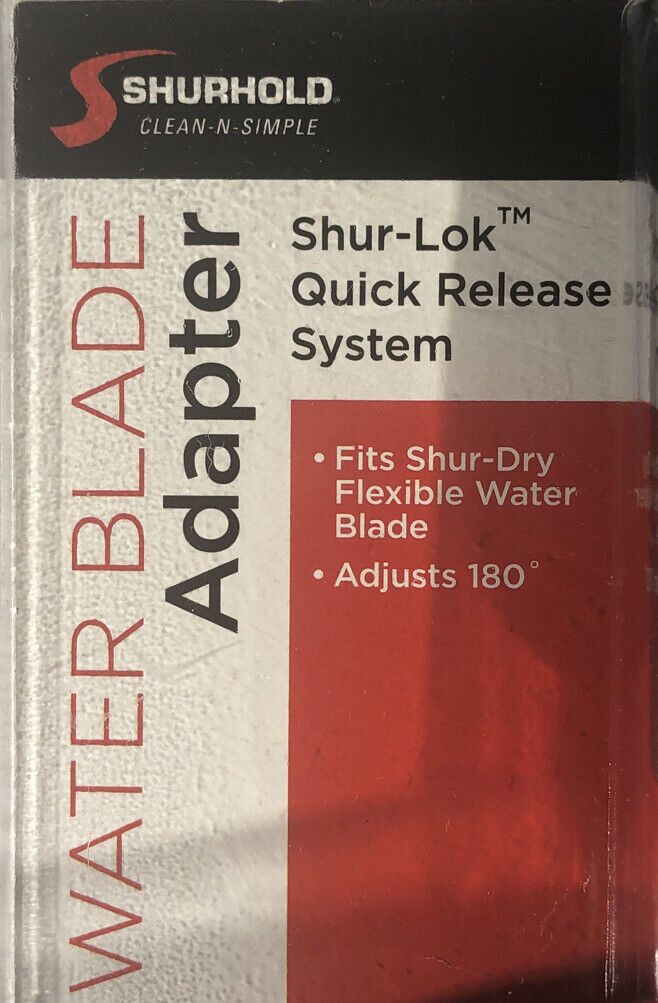 SHURHOLD®
CLEAN-N-SIMPLE
WATER BLADE
Adapter
Shur-Lok™
Quick Release
System
• Fits Shur-Dry
Flexible Water
Blade
• Adjusts 180°